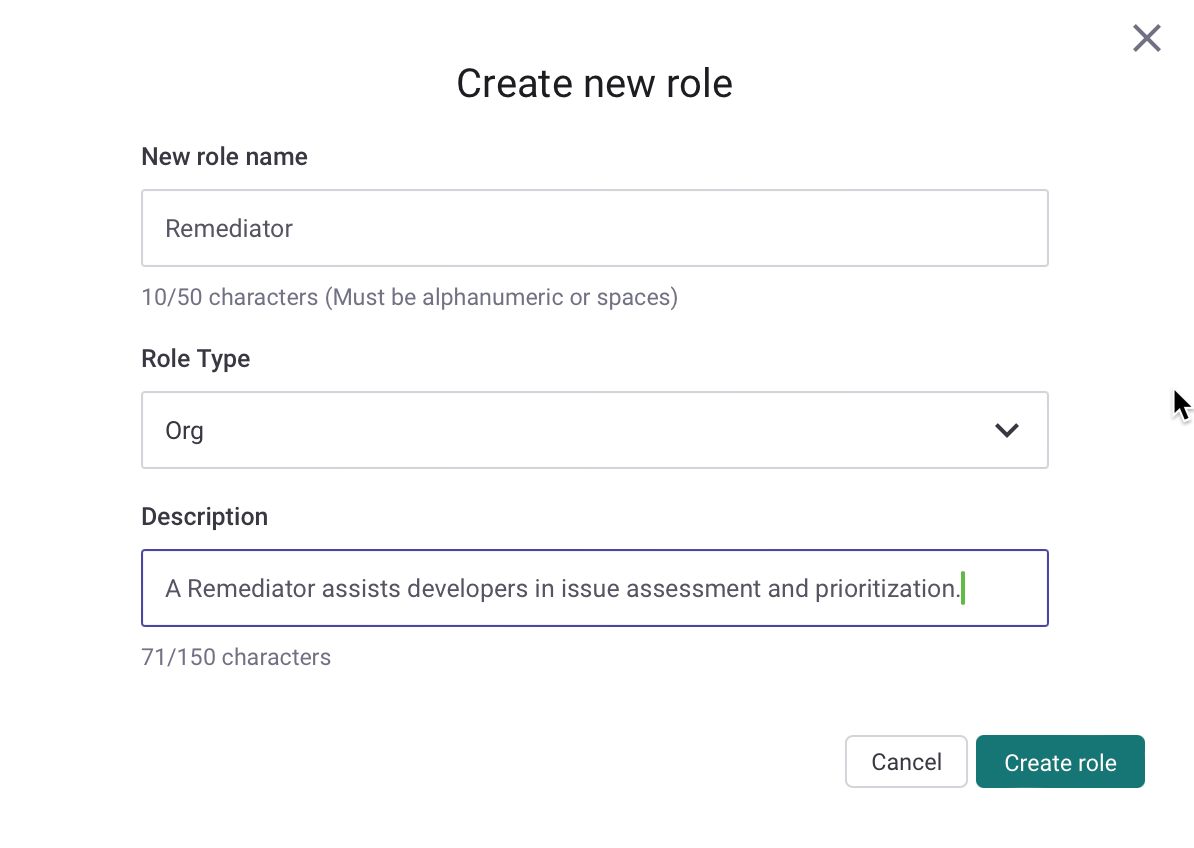 Create new role
New role name
Remediator
10/50 characters (Must be alphanumeric or spaces)
Role Type
Org
Description
A Remediator assists developers in issue assessment and prioritization.
71/150 characters
Cancel
Create role